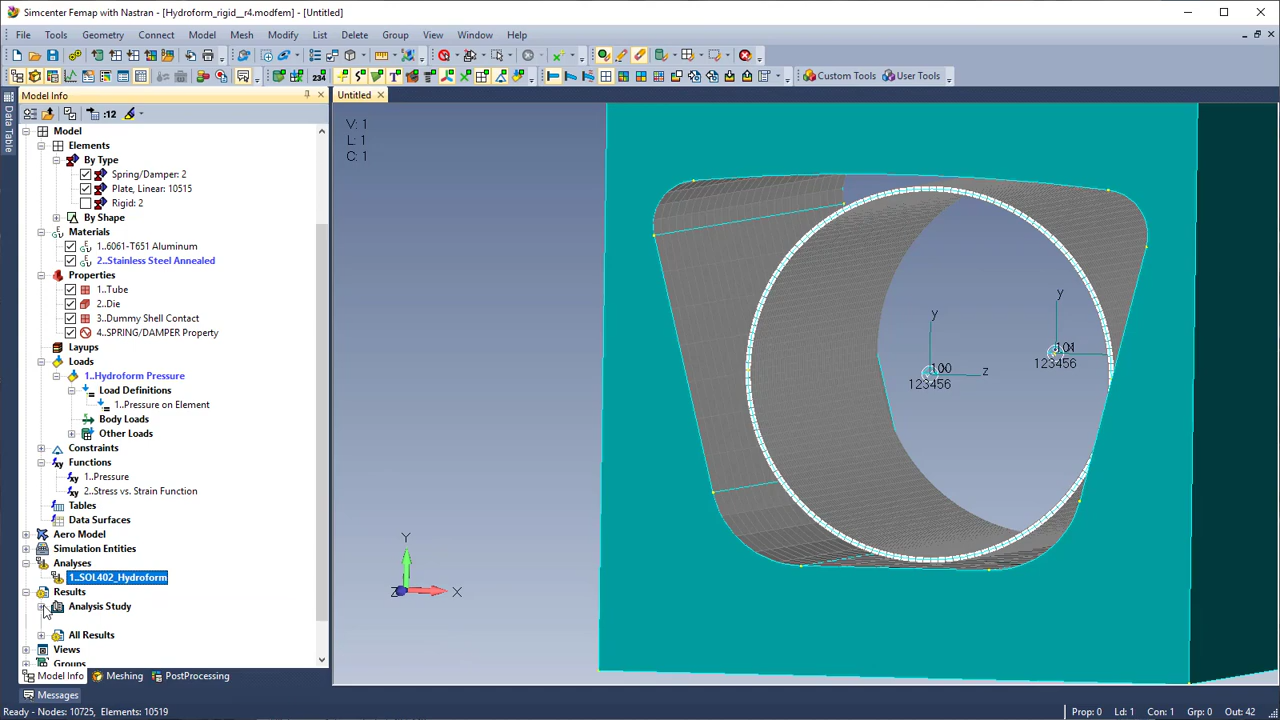 Simcenter Femap with Nastran - [Hydroform_rigid__r4.modfem] - [Untitled]
File Tools Geometry Connect Model Mesh Modify List Delete Group View Window Help
234
Custom Tools User Tools
Data Table
Model Info
Untitled
:12
Model
Elements
By Type
Spring/Damper: 2
Plate, Linear: 10515
Rigid: 2
By Shape
Materials
1..6061-T651 Aluminum
2..Stainless Steel Annealed
Properties
1..Tube
2..Die
3..Dummy Shell Contact
4..SPRING/DAMPER Property
Layups
Loads
1..Hydroform Pressure
Load Definitions
1..Pressure on Element
Body Loads
Other Loads
Constraints
Functions
1..Pressure
2..Stress vs. Strain Function
Tables
Data Surfaces
Aero Model
Simulation Entities
Analyses
1..SOL402_Hydroform
Results
Analysis Study
All Results
Views
Groups
Model Info Meshing PostProcessing
Messages
V: 1
L: 1
C: 1
y
y
100
z
123456
123456
Y
X
Z
Ready - Nodes: 10725, Elements: 10519
Prop: 0 Ld: 1 Con: 1 Grp: 0 Out: 42